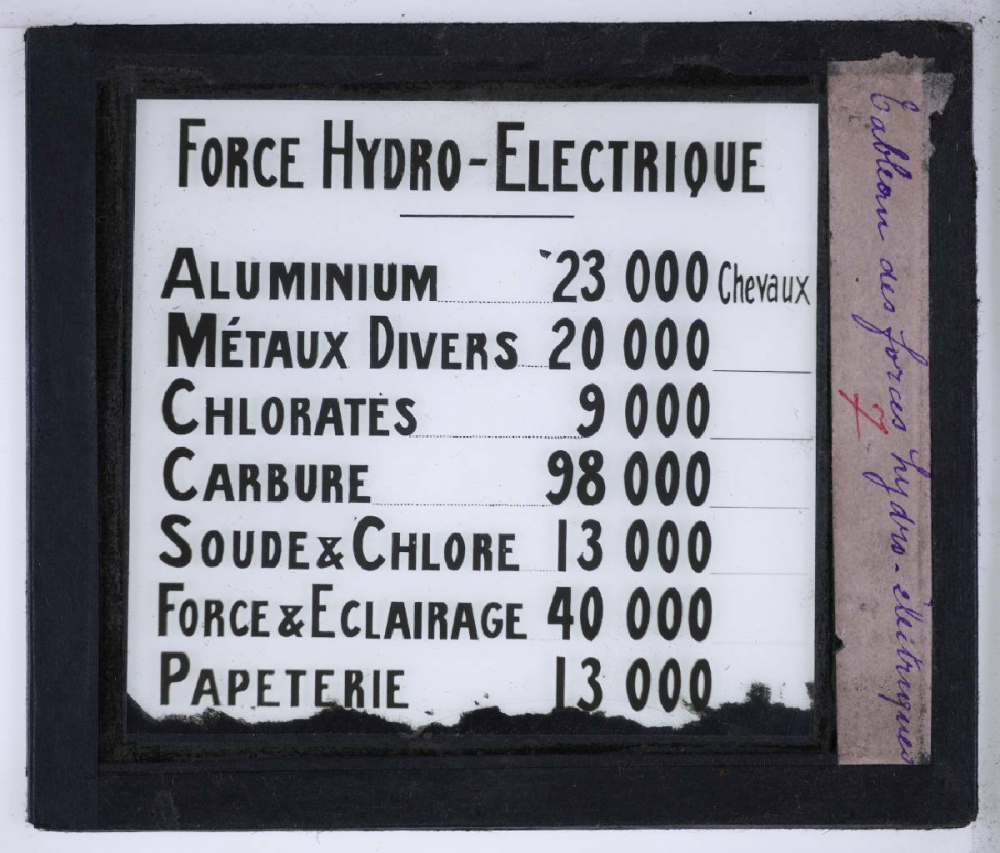 FORCE HYDRO-ELECTRIQUE
ALUMINIUM 23 000 Chevaux
MÉTAUX DIVERS 20 000
CHLORATES 9 000
CARBURE 98 000
SOUDE & CHLORE 13 000
FORCE & ECLAIRAGE 40 000
PAPETERIE 13 000
Tableau des forces hydro-électriques
7